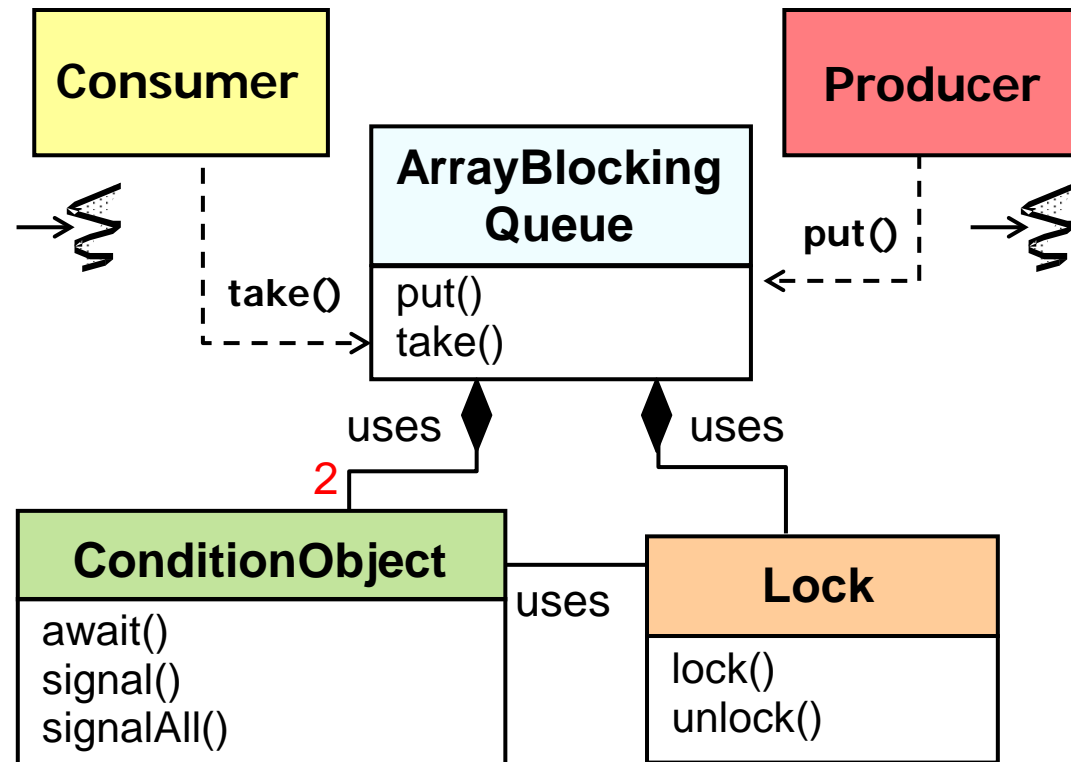 Consumer
Producer
ArrayBlocking
Queue
put()
take()
put()
take()
uses
uses
2
ConditionObject
uses
Lock
await()
signal()
signalAll()
lock()
unlock()